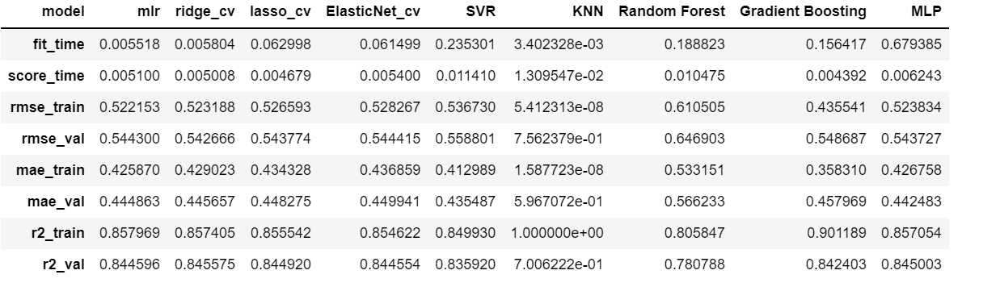 model mlr ridge_cv lasso_cv ElasticNet_cv SVR KNN Random Forest Gradient Boosting MLP
fit_time 0.005518 0.005804 0.062998 0.061499 0.235301 3.402328e-03 0.188823 0.156417 0.679385
score_time 0.005100 0.005008 0.004679 0.005400 0.011410 1.309547e-02 0.010475 0.004392 0.006243
rmse_train 0.522153 0.523188 0.526593 0.528267 0.536730 5.412313e-08 0.610505 0.435541 0.523834
rmse_val 0.544300 0.542666 0.543774 0.544415 0.558801 7.562379e-01 0.646903 0.548687 0.543727
mae_train 0.425870 0.429023 0.434328 0.436859 0.412989 1.587723e-08 0.533151 0.358310 0.426758
mae_val 0.444863 0.445657 0.448275 0.449941 0.435487 5.967072e-01 0.566233 0.457969 0.442483
r2_train 0.857969 0.857405 0.855542 0.854622 0.849930 1.000000e+00 0.805847 0.901189 0.857054
r2_val 0.844596 0.845575 0.844920 0.844554 0.835920 7.006222e-01 0.780788 0.842403 0.845003